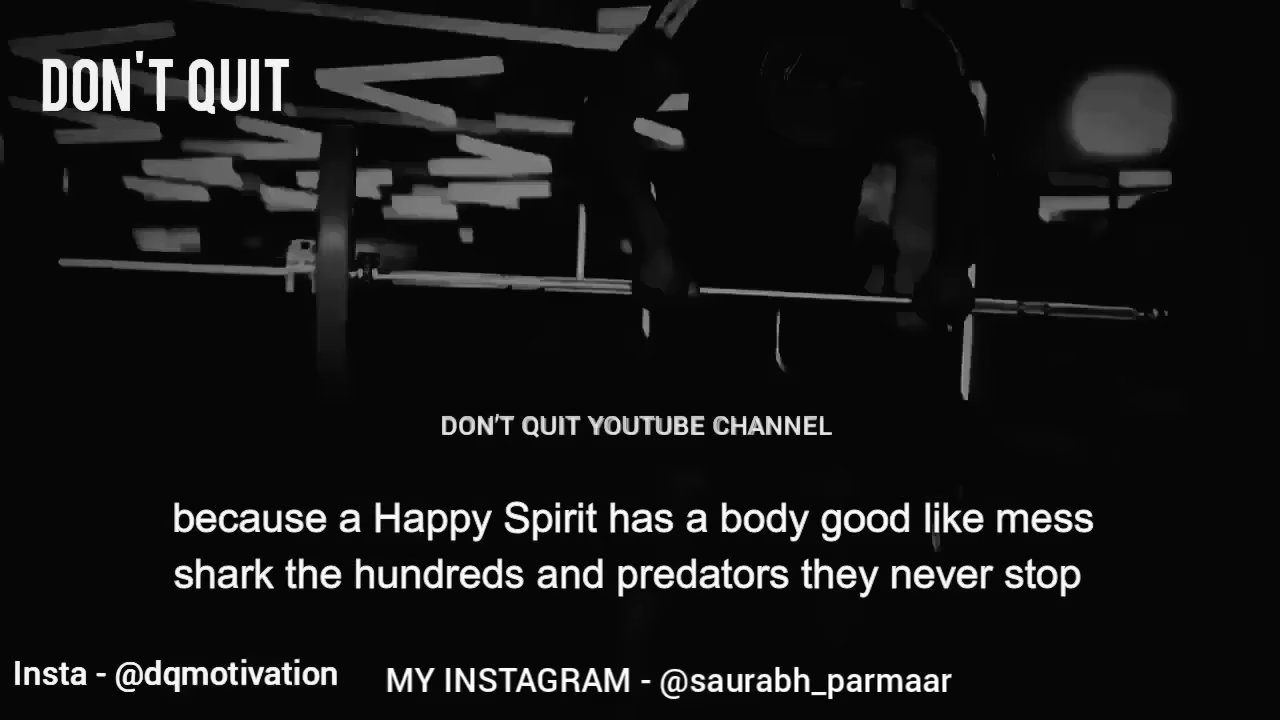 DON'T QUIT
DON'T QUIT YOUTUBE CHANNEL
because a Happy Spirit has a body good like mess
shark the hundreds and predators they never stop
Insta - @dqmotivation
MY INSTAGRAM - @saurabh_parmaar